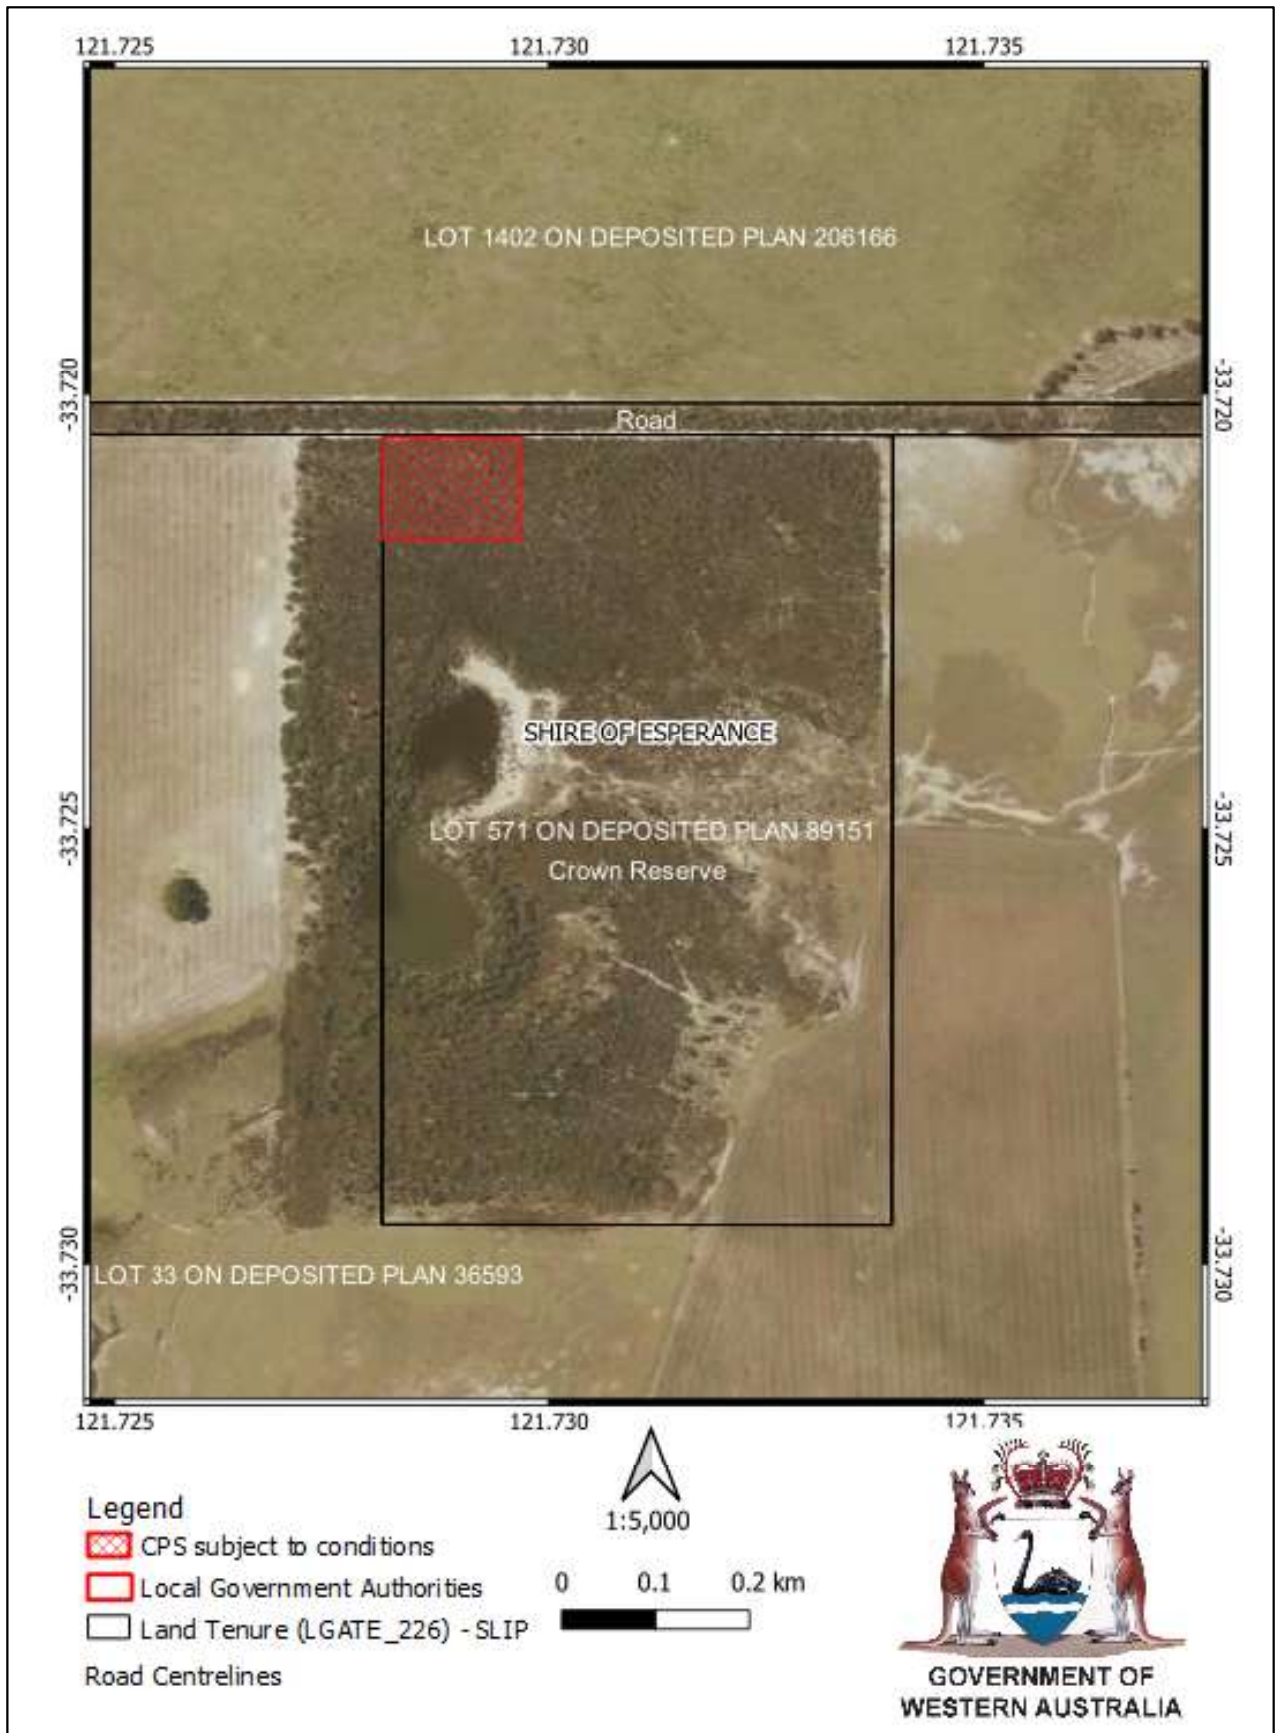 121.725 121.730 121.735
LOT 1402 ON DEPOSITED PLAN 206166
-33.720 -33.720
Road
SHIRE OF ESPERANCE
-33.725 -33.725
LOT 571 ON DEPOSITED PLAN 89151
Crown Reserve
-33.730 -33.730
LOT 33 ON DEPOSITED PLAN 36593
121.725 121.730 121.735
Legend
CPS subject to conditions
Local Government Authorities
Land Tenure (LGATE_226) - SLIP
Road Centrelines
1:5,000
0 0.1 0.2 km
GOVERNMENT OF
WESTERN AUSTRALIA